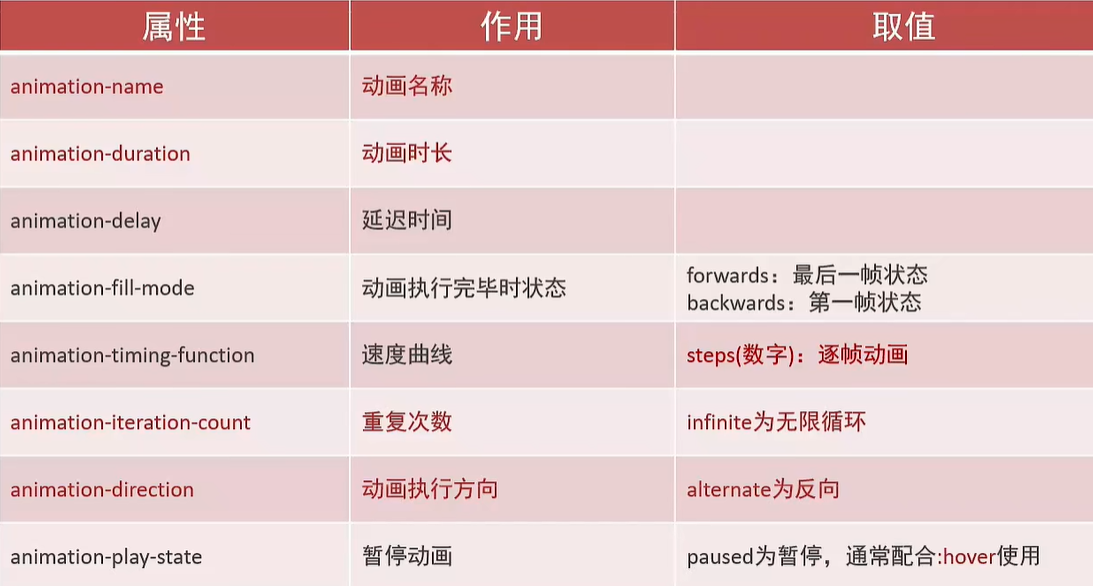 属性 作用 取值
animation-name 动画名称
animation-duration 动画时长
animation-delay 延迟时间
animation-fill-mode 动画执行完毕时状态 forwards：最后一帧状态
backwards：第一帧状态
animation-timing-function 速度曲线 steps(数字)：逐帧动画
animation-iteration-count 重复次数 infinite为无限循环
animation-direction 动画执行方向 alternate为反向
animation-play-state 暂停动画 paused为暂停，通常配合:hover使用